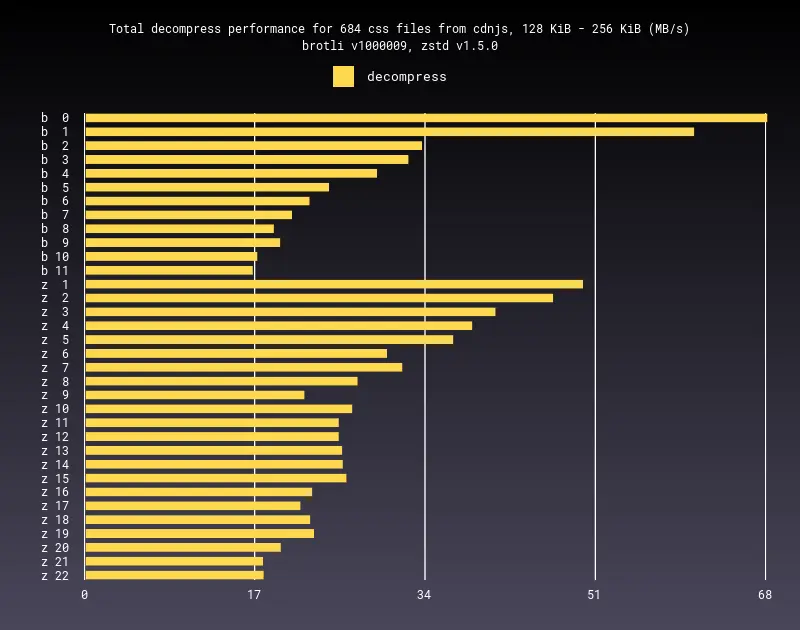 Total decompress performance for 684 css files from cdnjs, 128 KiB - 256 KiB (MB/s)
brotli v1000009, zstd v1.5.0
decompress
b 0
b 1
b 2
b 3
b 4
b 5
b 6
b 7
b 8
b 9
b 10
b 11
z 1
z 2
z 3
z 4
z 5
z 6
z 7
z 8
z 9
z 10
z 11
z 12
z 13
z 14
z 15
z 16
z 17
z 18
z 19
z 20
z 21
z 22
0 17 34 51 68